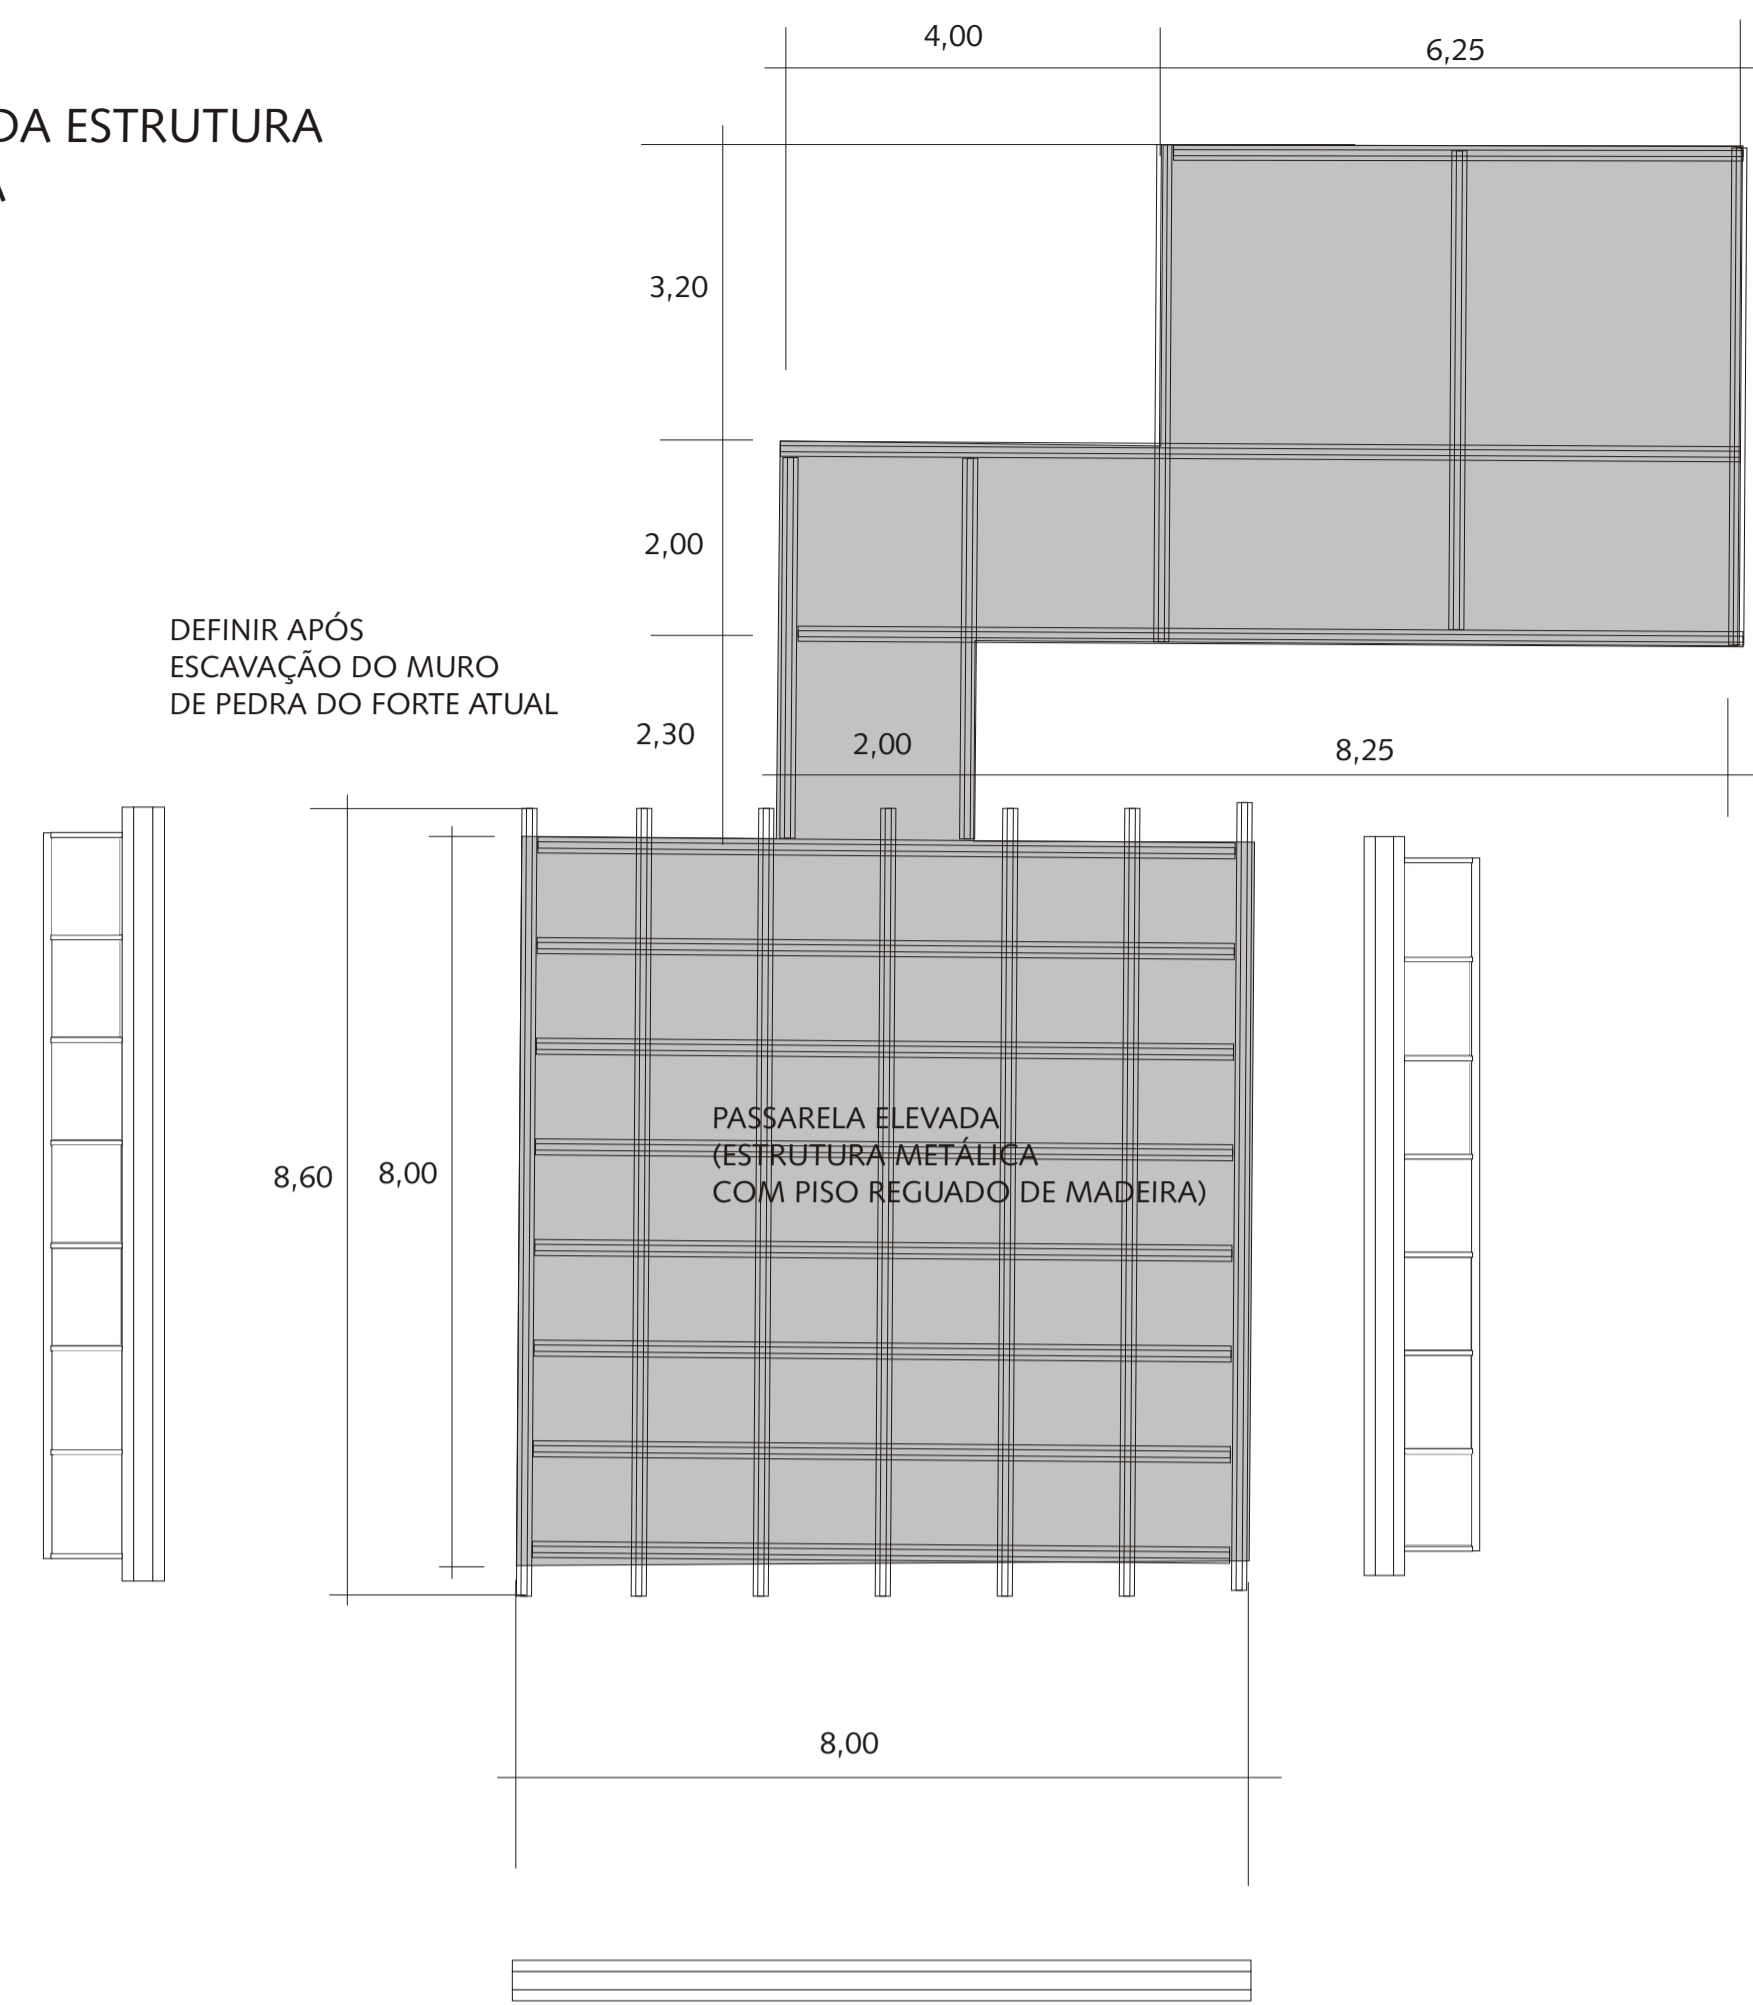 4,00
6,25
DA ESTRUTURA
A
3,20
2,00
DEFINIR APÓS
ESCAVAÇÃO DO MURO
DE PEDRA DO FORTE ATUAL
2,30
2,00
8,25
PASSARELA ELEVADA
(ESTRUTURA METÁLICA
COM PISO REGUADO DE MADEIRA)
8,60
8,00
8,00